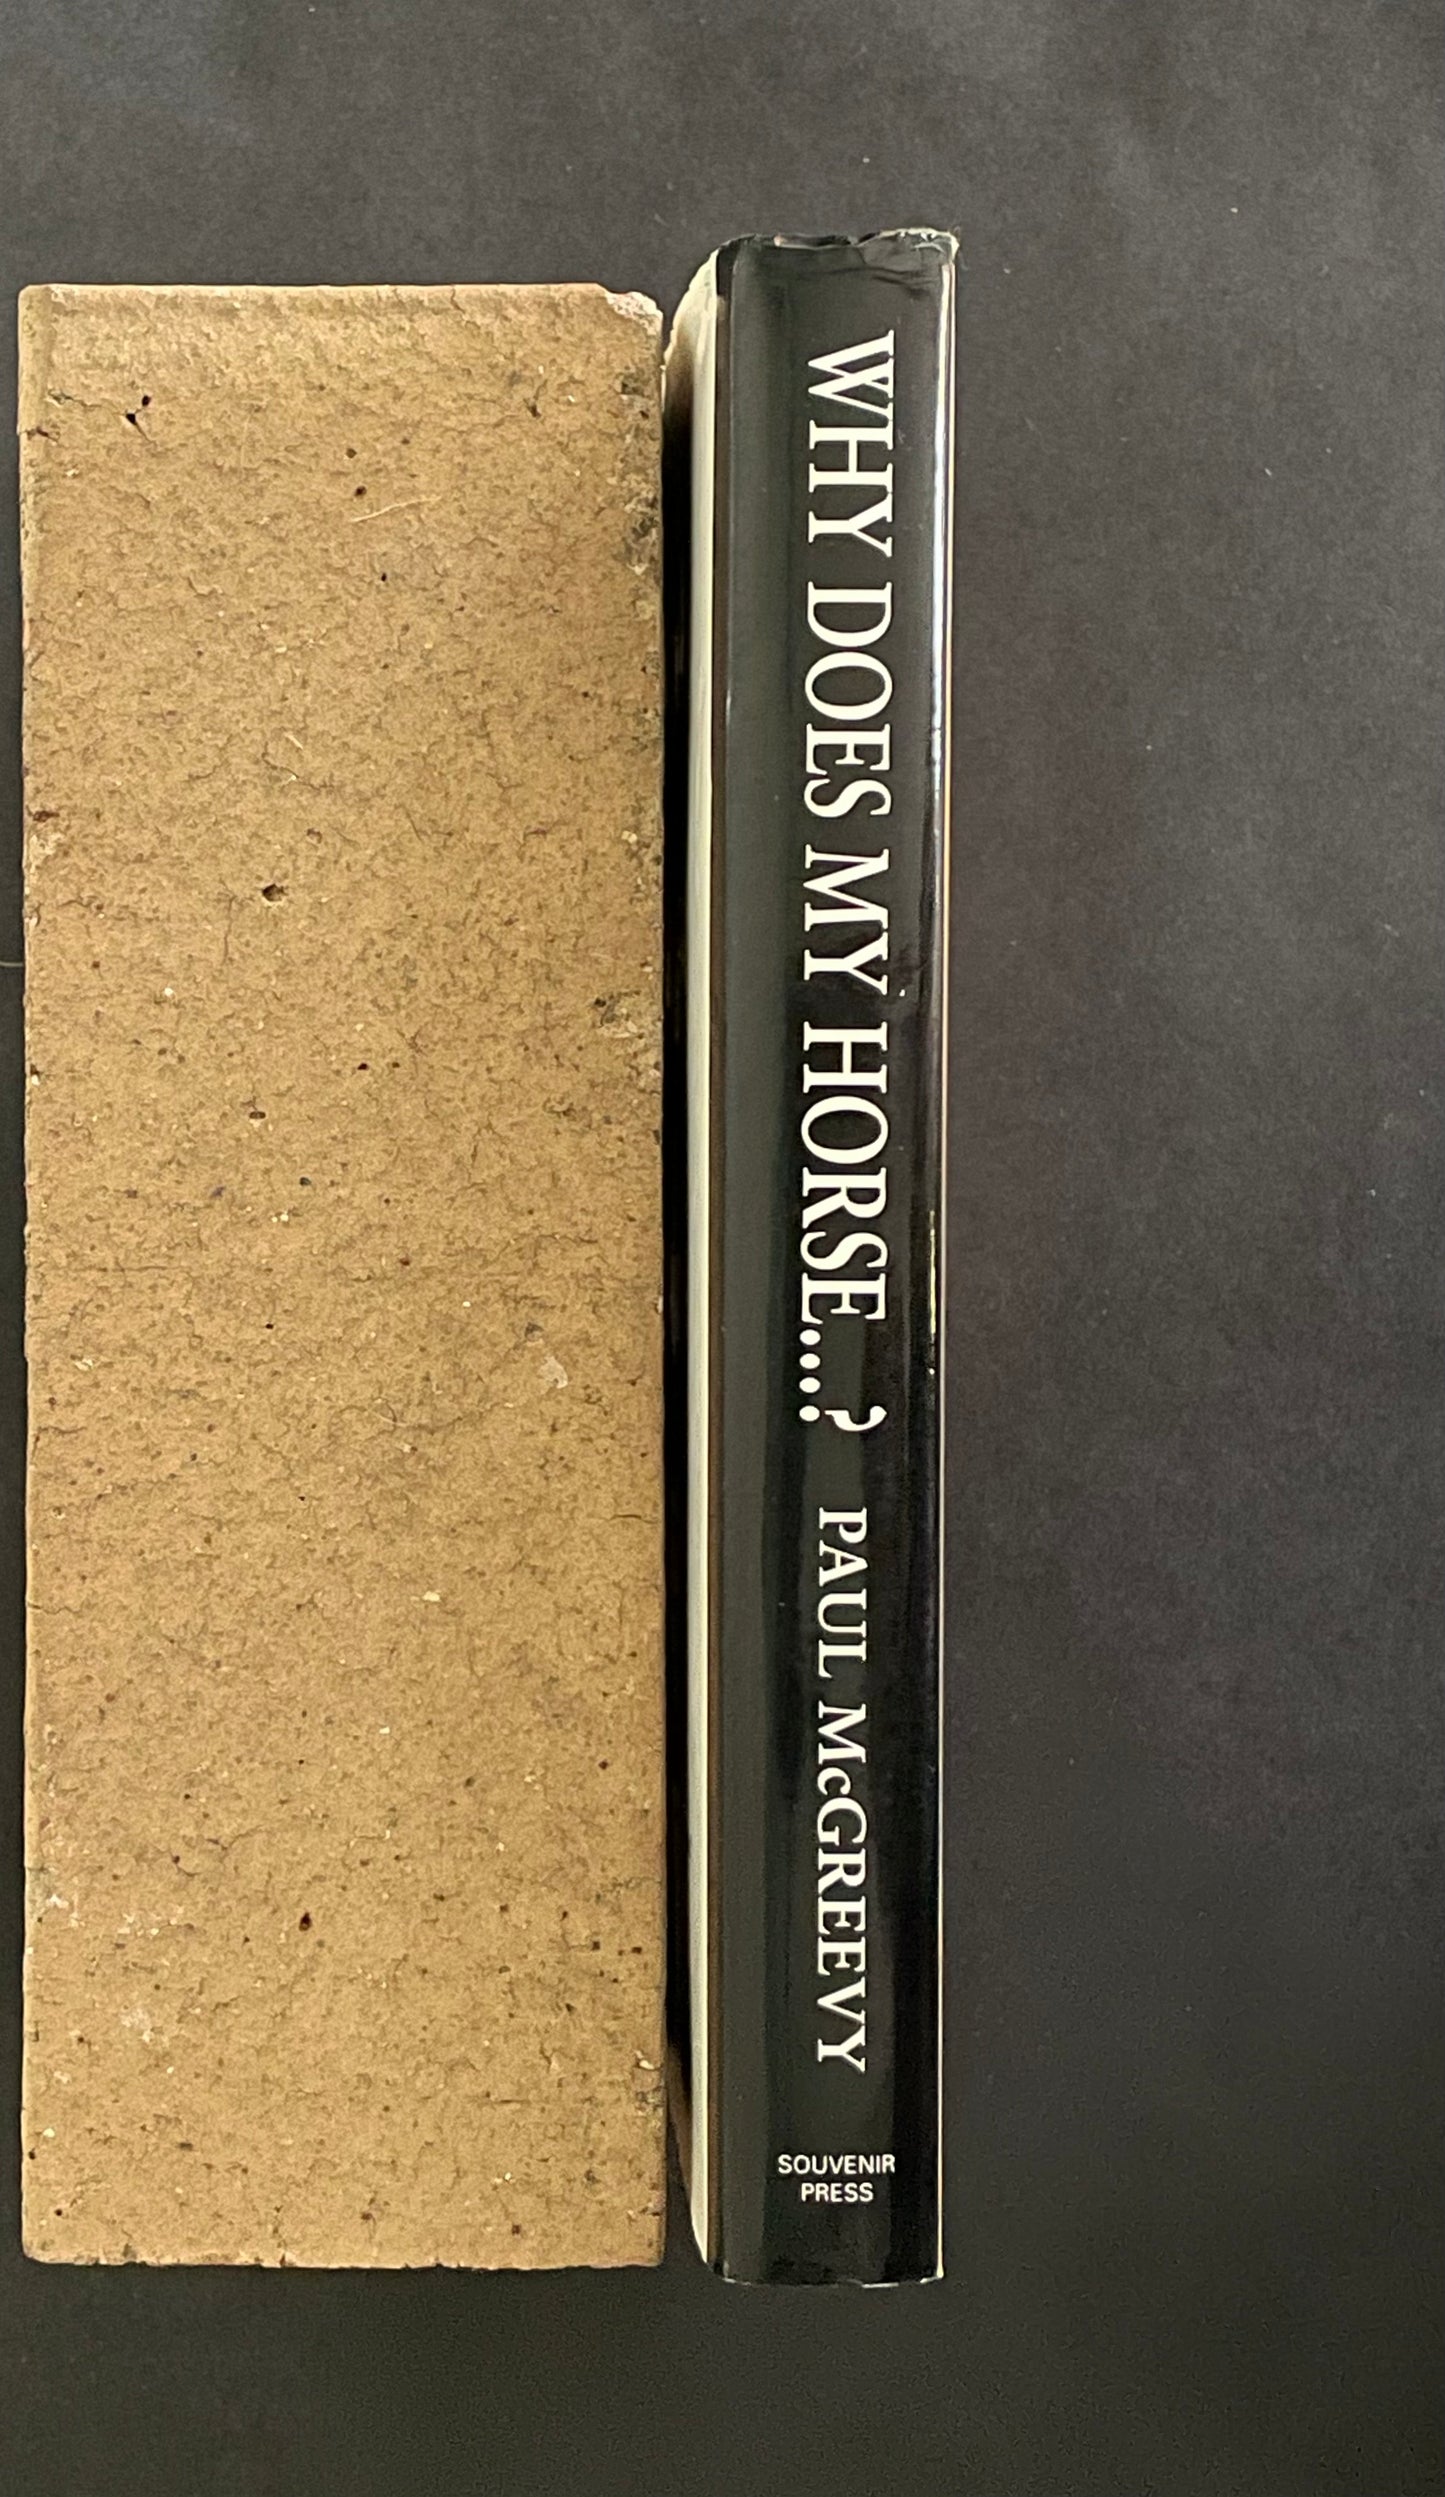 WHY DOES MY HORSE...?
PAUL McGREEVY
SOUVENIR
PRESS